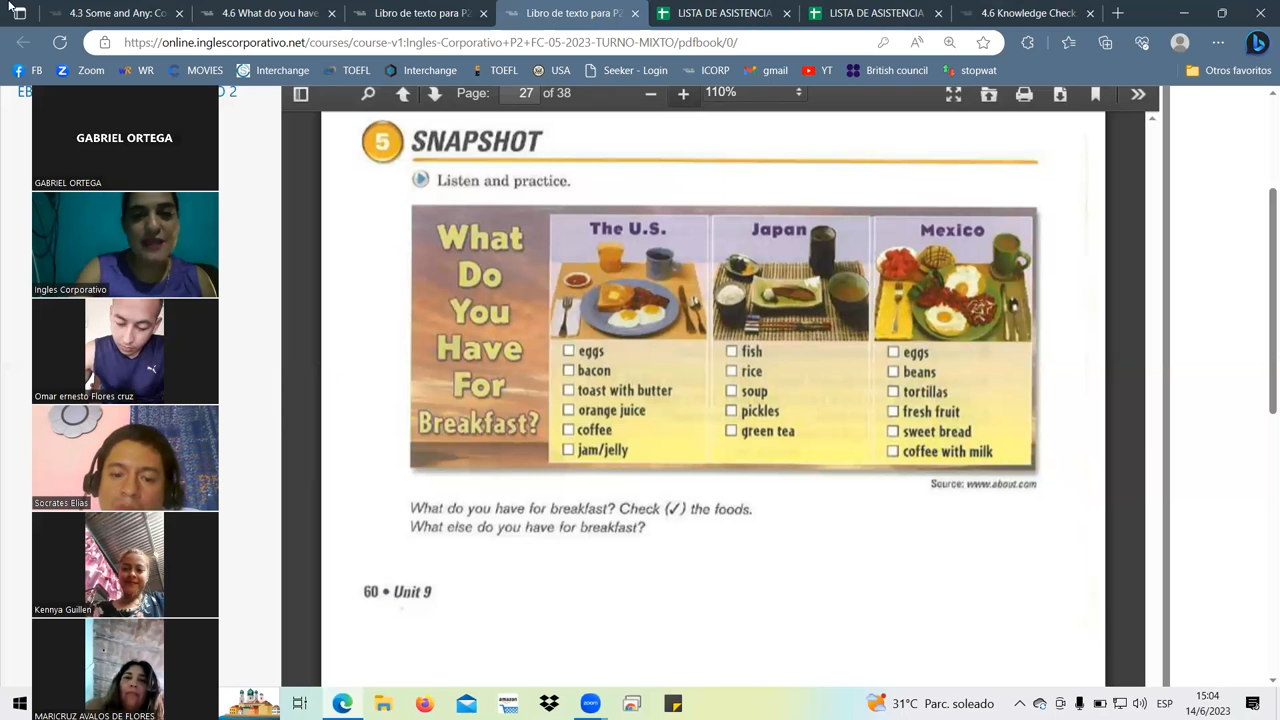 4.3 Started Quiz
4.2 What do you have
Libro de texto para P2
Libro de texto para P2
LISTA DE ASISTENCIA
LISTA DE ASISTENCIA
4.6 Knowledge Check
https://online.inglescorporativo.net/courses/course-v1:Ingles-Corporativo+P2+FC-05-2023-TURNO-MIXTO/pdfbook/0/
FB
Zoom
WR
MOVIES
Interchange
TOEFL
Interchange
TOEFL
USA
Seeker - Login
ICORP
gmail
YT
British council
stopwat
Otros favoritos
Page:
27
of 38
110%
GABRIEL ORTEGA
GABRIEL ORTEGA
Ingles Corporativo
Omar ernesto Flores cruz
Socrates Elias
Kennya Guillen
MARICRUZ AVALOS DE FLORES
5 SNAPSHOT
Listen and practice.
What
Do
You
Have
For
Breakfast?
The U.S.
eggs
bacon
toast with butter
orange juice
coffee
jam/jelly
Japan
fish
rice
soup
pickles
green tea
Mexico
eggs
beans
tortillas
fresh fruit
sweet bread
coffee with milk
Source: www.about.com
What do you have for breakfast? Check (✓) the foods.
What else do you have for breakfast?
60 • Unit 9
31°C Parc. soleado
ESP
15:04
14/6/2023